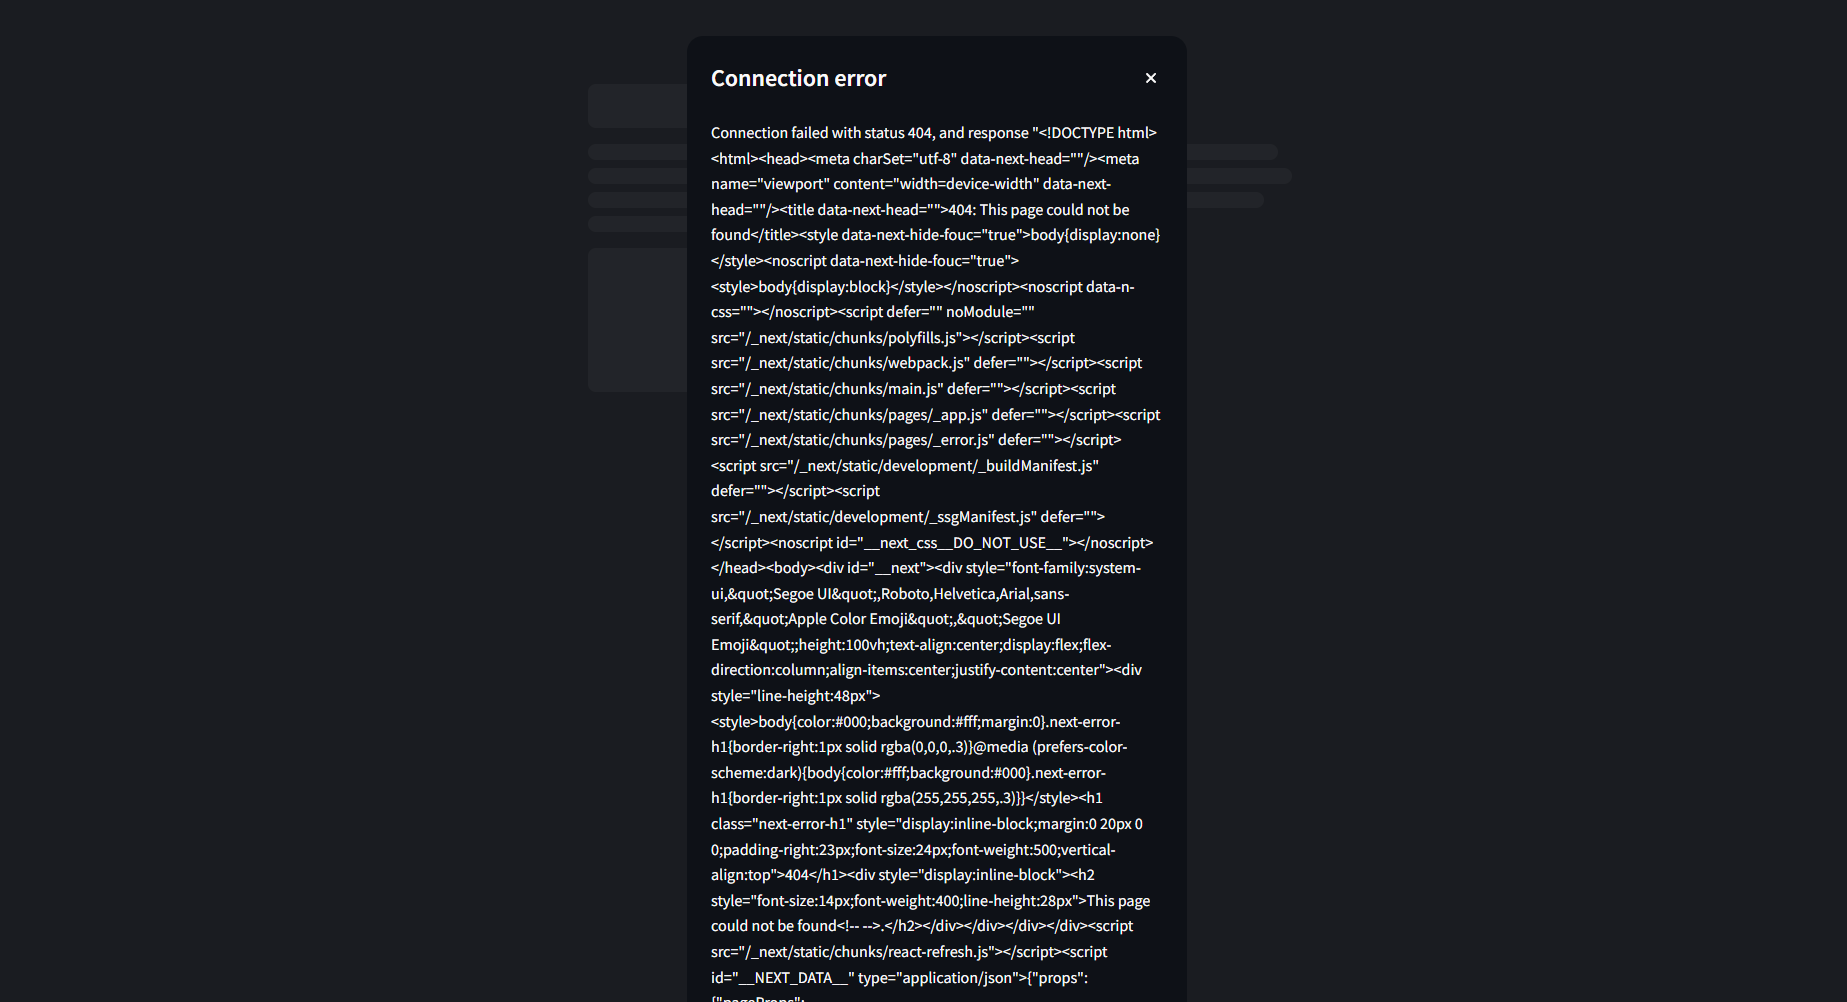 Connection error
Connection failed with status 404, and response "<!DOCTYPE html>
<html><head><meta charSet="utf-8" data-next-head=""/><meta
name="viewport" content="width=device-width" data-next-
head=""/><title data-next-head="">404: This page could not be
found</title><style data-next-hide-fouc="true">body{display:none}
</style><noscript data-next-hide-fouc="true">
<style>body{display:block}</style></noscript><noscript data-n-
css=""></noscript><script defer="" noModule=""
src="/_next/static/chunks/polyfills.js"></script><script
src="/_next/static/chunks/webpack.js" defer=""></script><script
src="/_next/static/chunks/main.js" defer=""></script><script
src="/_next/static/chunks/pages/_app.js" defer=""></script><script
src="/_next/static/chunks/pages/_error.js" defer=""></script>
<script src="/_next/static/development/_buildManifest.js"
defer=""></script><script
src="/_next/static/development/_ssgManifest.js" defer="">
</script><noscript id="__next_css__DO_NOT_USE__"></noscript>
</head><body><div id="__next"><div style="font-family:system-
ui,&quot;Segoe UI&quot;,Roboto,Helvetica,Arial,sans-
serif,&quot;Apple Color Emoji&quot;,&quot;Segoe UI
Emoji&quot;;height:100vh;text-align:center;display:flex;flex-
direction:column;align-items:center;justify-content:center"><div
style="line-height:48px">
<style>body{color:#000;background:#fff;margin:0}.next-error-
h1{border-right:1px solid rgba(0,0,0,.3)}@media (prefers-color-
scheme:dark){body{color:#fff;background:#000}.next-error-
h1{border-right:1px solid rgba(255,255,255,.3)}}</style><h1
class="next-error-h1" style="display:inline-block;margin:0 20px 0
0;padding-right:23px;font-size:24px;font-weight:500;vertical-
align:top">404</h1><div style="display:inline-block"><h2
style="font-size:14px;font-weight:400;line-height:28px">This page
could not be found<!-- -->.</h2></div></div></div></div><script
src="/_next/static/chunks/react-refresh.js"></script><script
id="__NEXT_DATA__" type="application/json">{"props":
{"pageProps":